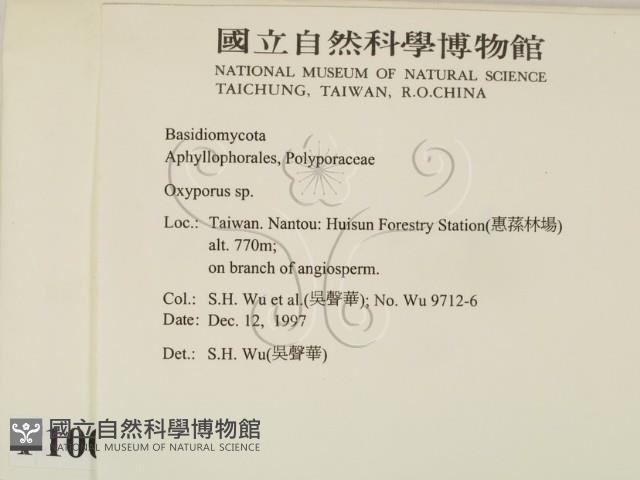 國立自然科學博物館
NATIONAL MUSEUM OF NATURAL SCIENCE
TAICHUNG, TAIWAN, R.O.CHINA
Basidiomycota
Aphyllophorales, Polyporaceae
Oxyporus sp.
Loc.: Taiwan. Nantou: Huisun Forestry Station(惠蓀林場)
alt. 770m;
on branch of angiosperm.
Col.: S.H. Wu et al.(吳聲華); No. Wu 9712-6
Date: Dec. 12, 1997
Det.: S.H. Wu(吳聲華)
國立自然科學博物館
NATIONAL MUSEUM OF NATURAL SCIENCE